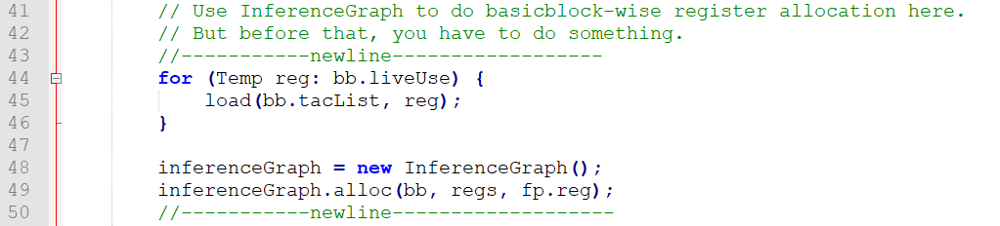 41 // Use InferenceGraph to do basicblock-wise register allocation here.
42 // But before that, you have to do something.
43 //-----------newline------------------
44 for (Temp reg: bb.liveUse) {
45 load(bb.tacList, reg);
46 }
47
48 inferenceGraph = new InferenceGraph();
49 inferenceGraph.alloc(bb, regs, fp.reg);
50 //-----------newline-------------------